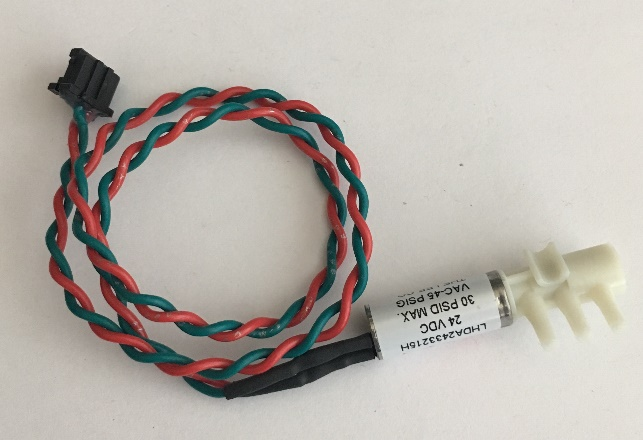 LHDA2433215H
24 VDC
30 PSID MAX.
VAC-45 PSIG